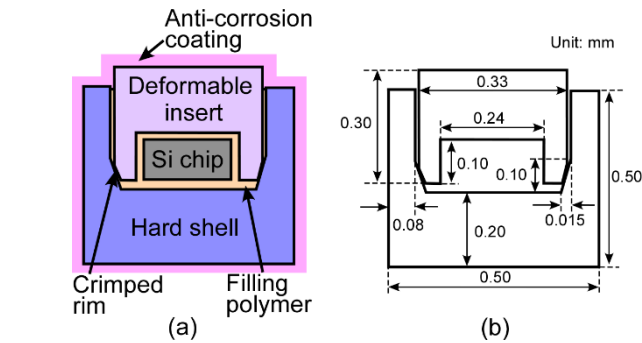 Anti-corrosion
coating
Deformable
insert
Si chip
Hard shell
Crimped
rim
Filling
polymer
(a)
Unit: mm
0.33
0.30
0.24
0.10
0.10
0.50
0.08
0.20
0.015
0.50
(b)